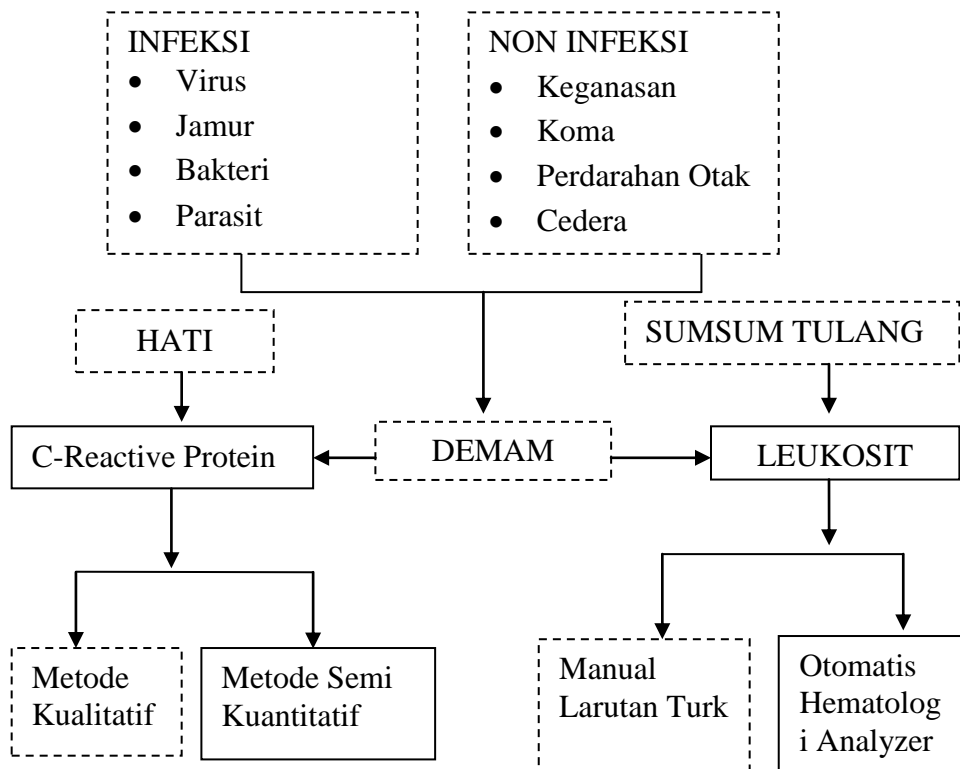 INFEKSI
• Virus
• Jamur
• Bakteri
• Parasit
NON INFEKSI
• Keganasan
• Koma
• Perdarahan Otak
• Cedera
HATI
SUMSUM TULANG
C-Reactive Protein
DEMAM
LEUKOSIT
Metode
Kualitatif
Metode Semi
Kuantitatif
Manual
Larutan Turk
Otomatis
Hematolog
i Analyzer